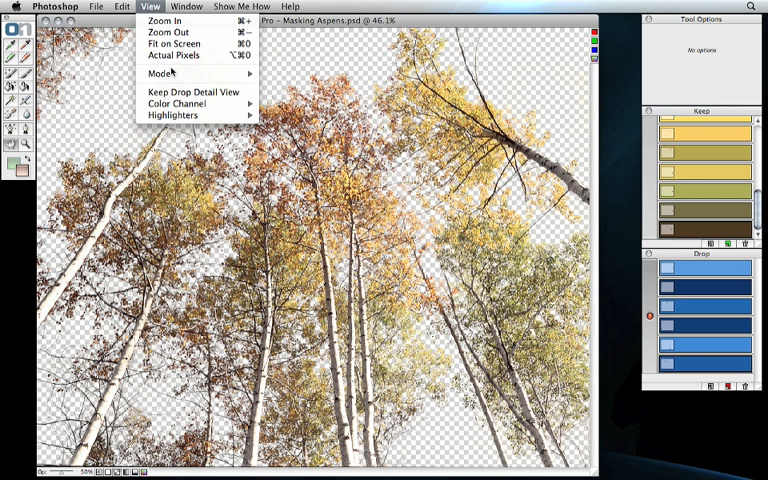 Photoshop File Edit View Window Show Me How Help
Pro - Masking Aspens.psd @ 46.1%
Zoom In ⌘+
Zoom Out ⌘−
Fit on Screen ⌘0
Actual Pixels ⌥⌘0
Mode
Keep Drop Detail View
Color Channel
Highlighters
on
Tool Options
No options
Keep
Drop
50%